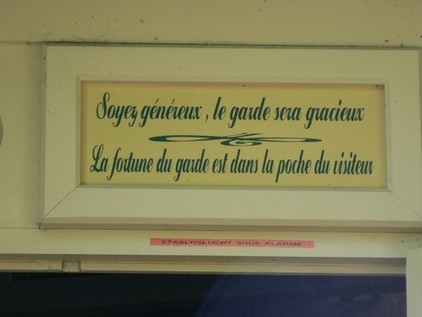 Soyez généreux, le garde sera gracieux
La fortune du garde est dans la poche du visiteur
ETABLISSEMENT SOUS ALARME